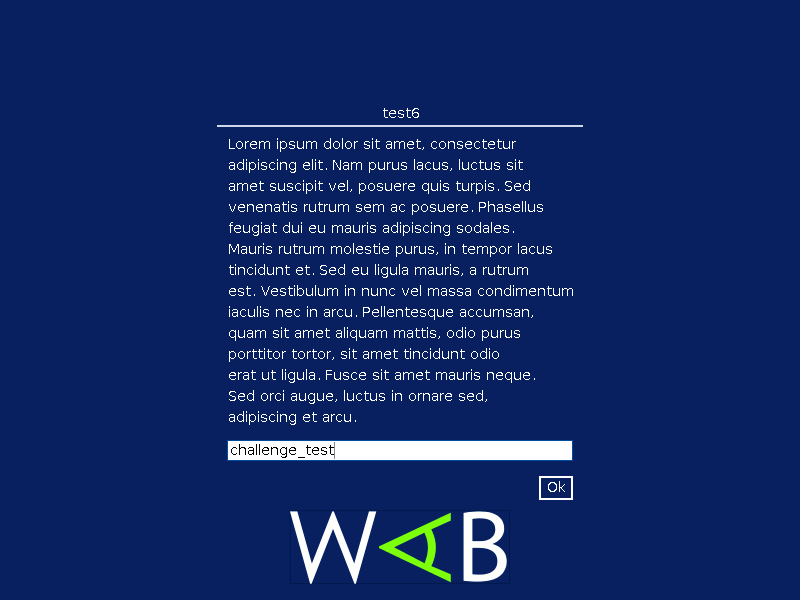 test6
Lorem ipsum dolor sit amet, consectetur
adipiscing elit. Nam purus lacus, luctus sit
amet suscipit vel, posuere quis turpis. Sed
venenatis rutrum sem ac posuere. Phasellus
feugiat dui eu mauris adipiscing sodales.
Mauris rutrum molestie purus, in tempor lacus
tincidunt et. Sed eu ligula mauris, a rutrum
est. Vestibulum in nunc vel massa condimentum
iaculis nec in arcu. Pellentesque accumsan,
quam sit amet aliquam mattis, odio purus
porttitor tortor, sit amet tincidunt odio
erat ut ligula. Fusce sit amet mauris neque.
Sed orci augue, luctus in ornare sed,
adipiscing et arcu.
challenge_test
Ok
WAB